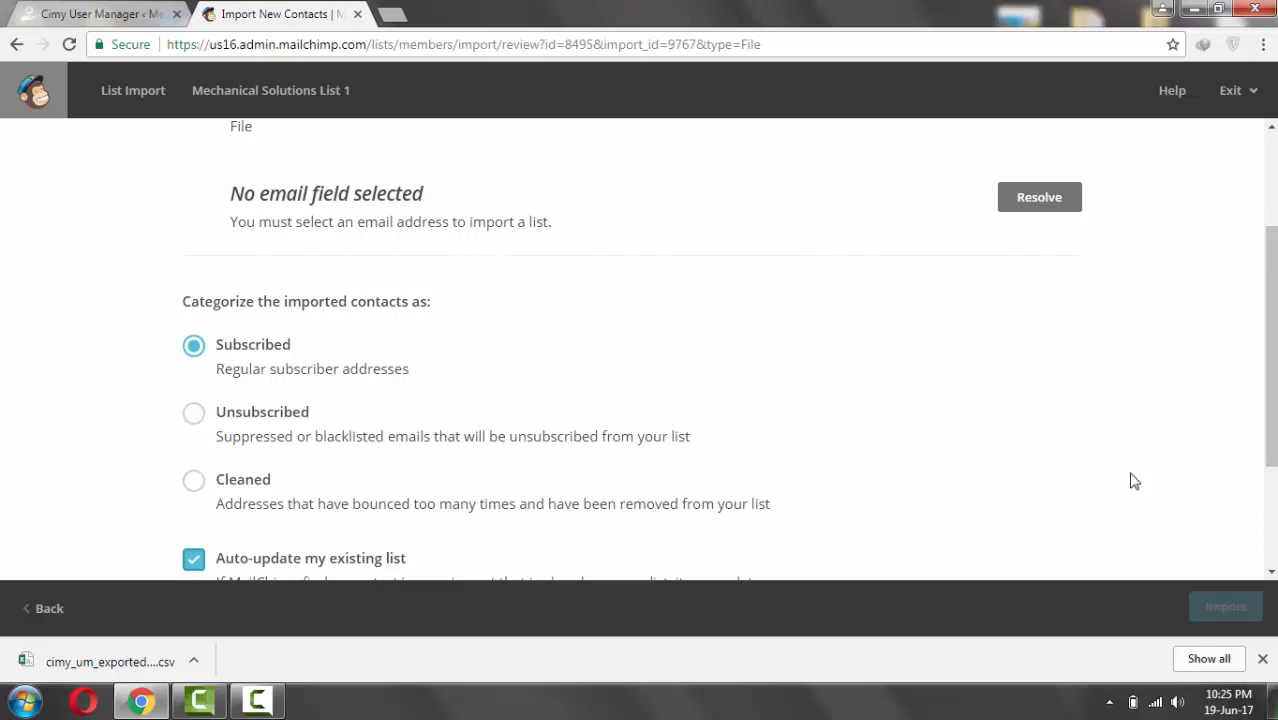 Cimy User Manager ‹ Me
Import New Contacts | M
Secure https://us16.admin.mailchimp.com/lists/members/import/review?id=8495&import_id=9767&type=File
List Import Mechanical Solutions List 1 Help Exit
File
No email field selected
You must select an email address to import a list.
Resolve
Categorize the imported contacts as:
Subscribed
Regular subscriber addresses
Unsubscribed
Suppressed or blacklisted emails that will be unsubscribed from your list
Cleaned
Addresses that have bounced too many times and have been removed from your list
Auto-update my existing list
Back Import
cimy_um_exported....csv Show all
10:25 PM
19-Jun-17